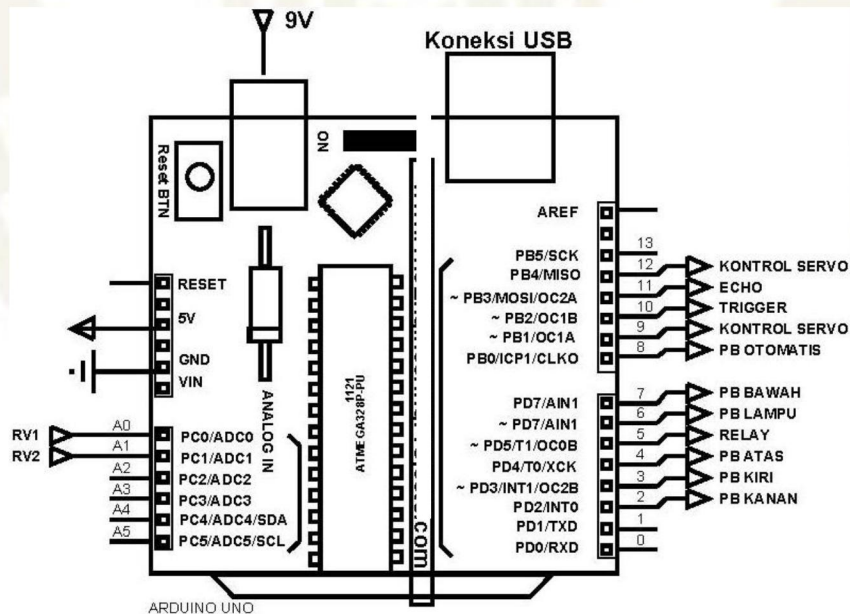 9V
Koneksi USB
Reset BTN
ON
AREF
PB5/SCK 13
PB4/MISO 12 KONTROL SERVO
~ PB3/MOSI/OC2A 11 ECHO
~ PB2/OC1B 10 TRIGGER
~ PB1/OC1A 9 KONTROL SERVO
PB0/ICP1/CLKO 8 PB OTOMATIS
RESET
5V
GND
VIN
ANALOG IN
1121
ATMEGA328P-PU
RV1 A0 PC0/ADC0
RV2 A1 PC1/ADC1
A2 PC2/ADC2
A3 PC3/ADC3
A4 PC4/ADC4/SDA
A5 PC5/ADC5/SCL
PD7/AIN1 7 PB BAWAH
~ PD7/AIN1 6 PB LAMPU
~ PD5/T1/OC0B 5 RELAY
PD4/T0/XCK 4 PB ATAS
~ PD3/INT1/OC2B 3 PB KIRI
PD2/INT0 2 PB KANAN
PD1/TXD 1
PD0/RXD 0
com
ARDUINO UNO